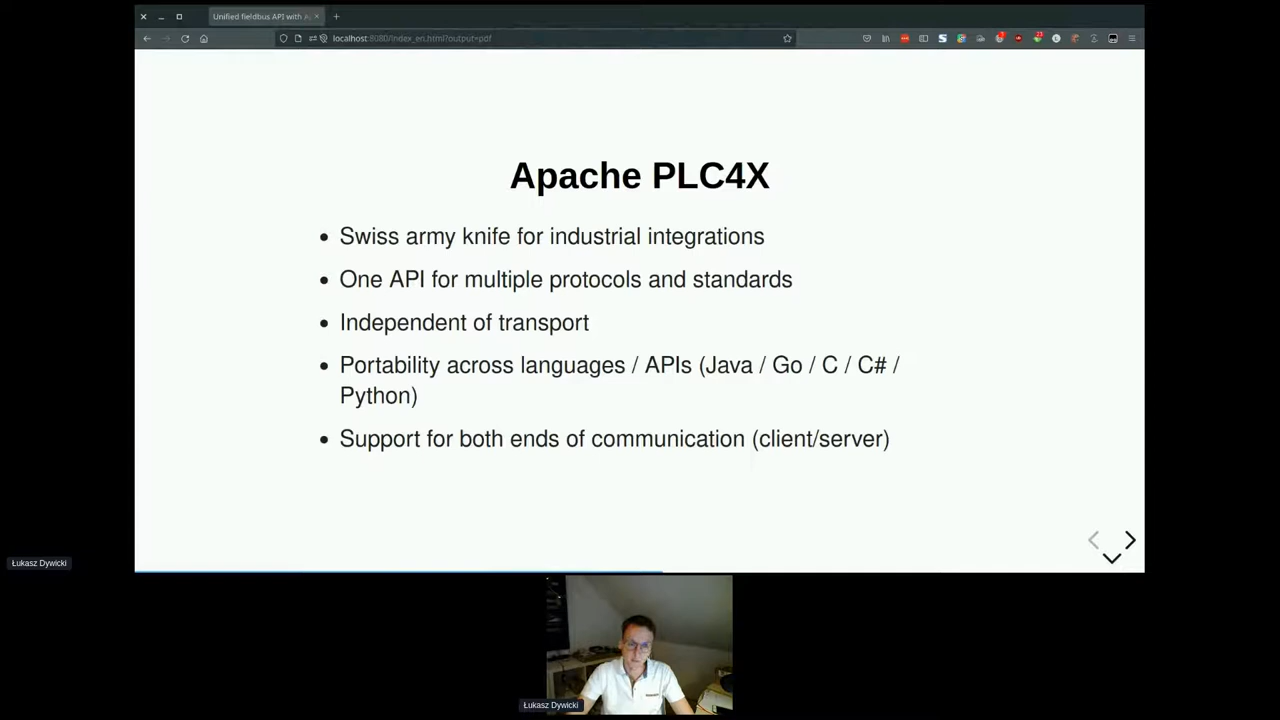 Unified fieldbus API with Ap
localhost:8080/index_en.html?output=pdf
Apache PLC4X
Swiss army knife for industrial integrations
One API for multiple protocols and standards
Independent of transport
Portability across languages / APIs (Java / Go / C / C# /
Python)
Support for both ends of communication (client/server)
Łukasz Dywicki
Łukasz Dywicki